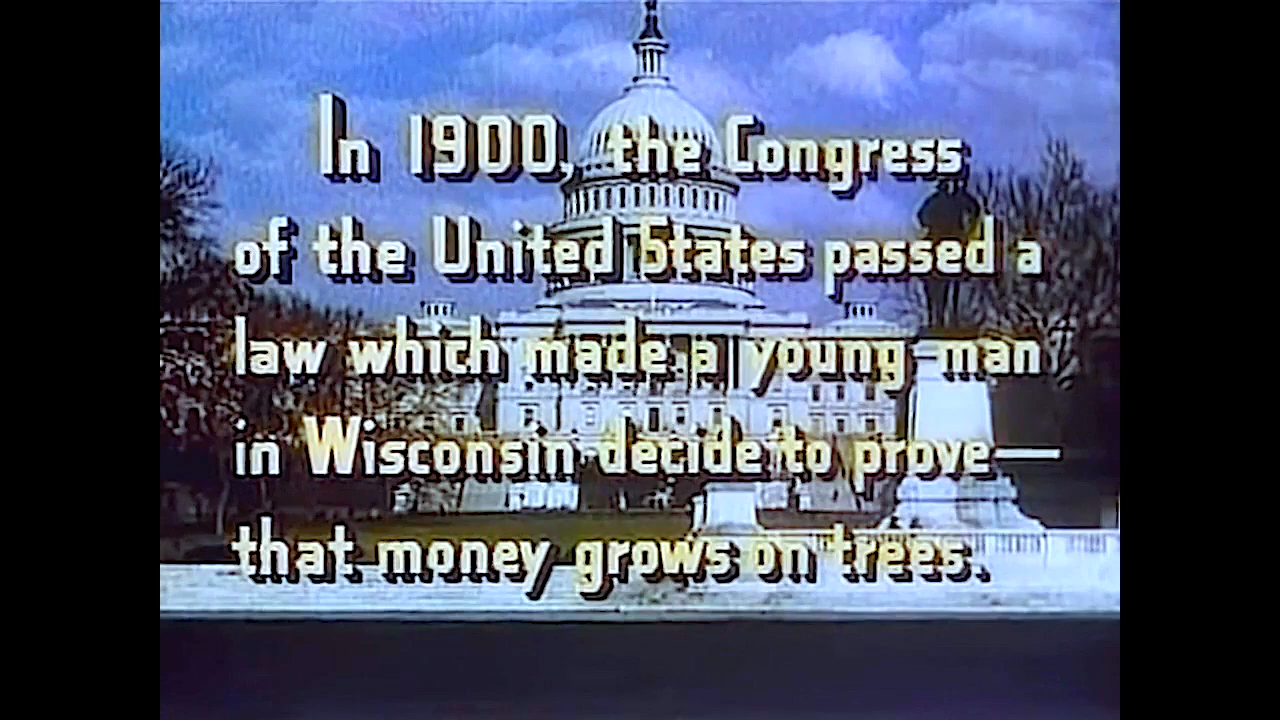 In 1900, the Congress
of the United States passed a
law which made a young man
in Wisconsin decide to prove—
that money grows on trees.